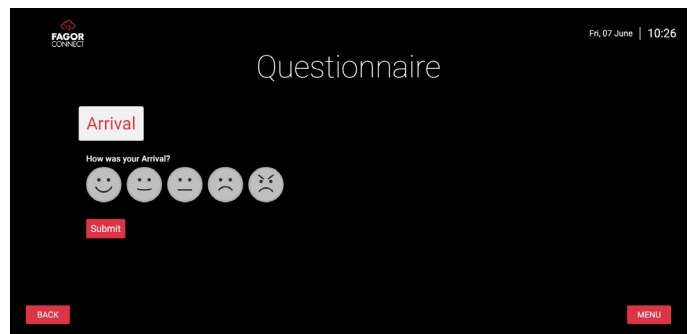 FAGOR
CONNECT
Fri, 07 June | 10:26
Questionnaire
Arrival
How was your Arrival?
Submit
BACK
MENU